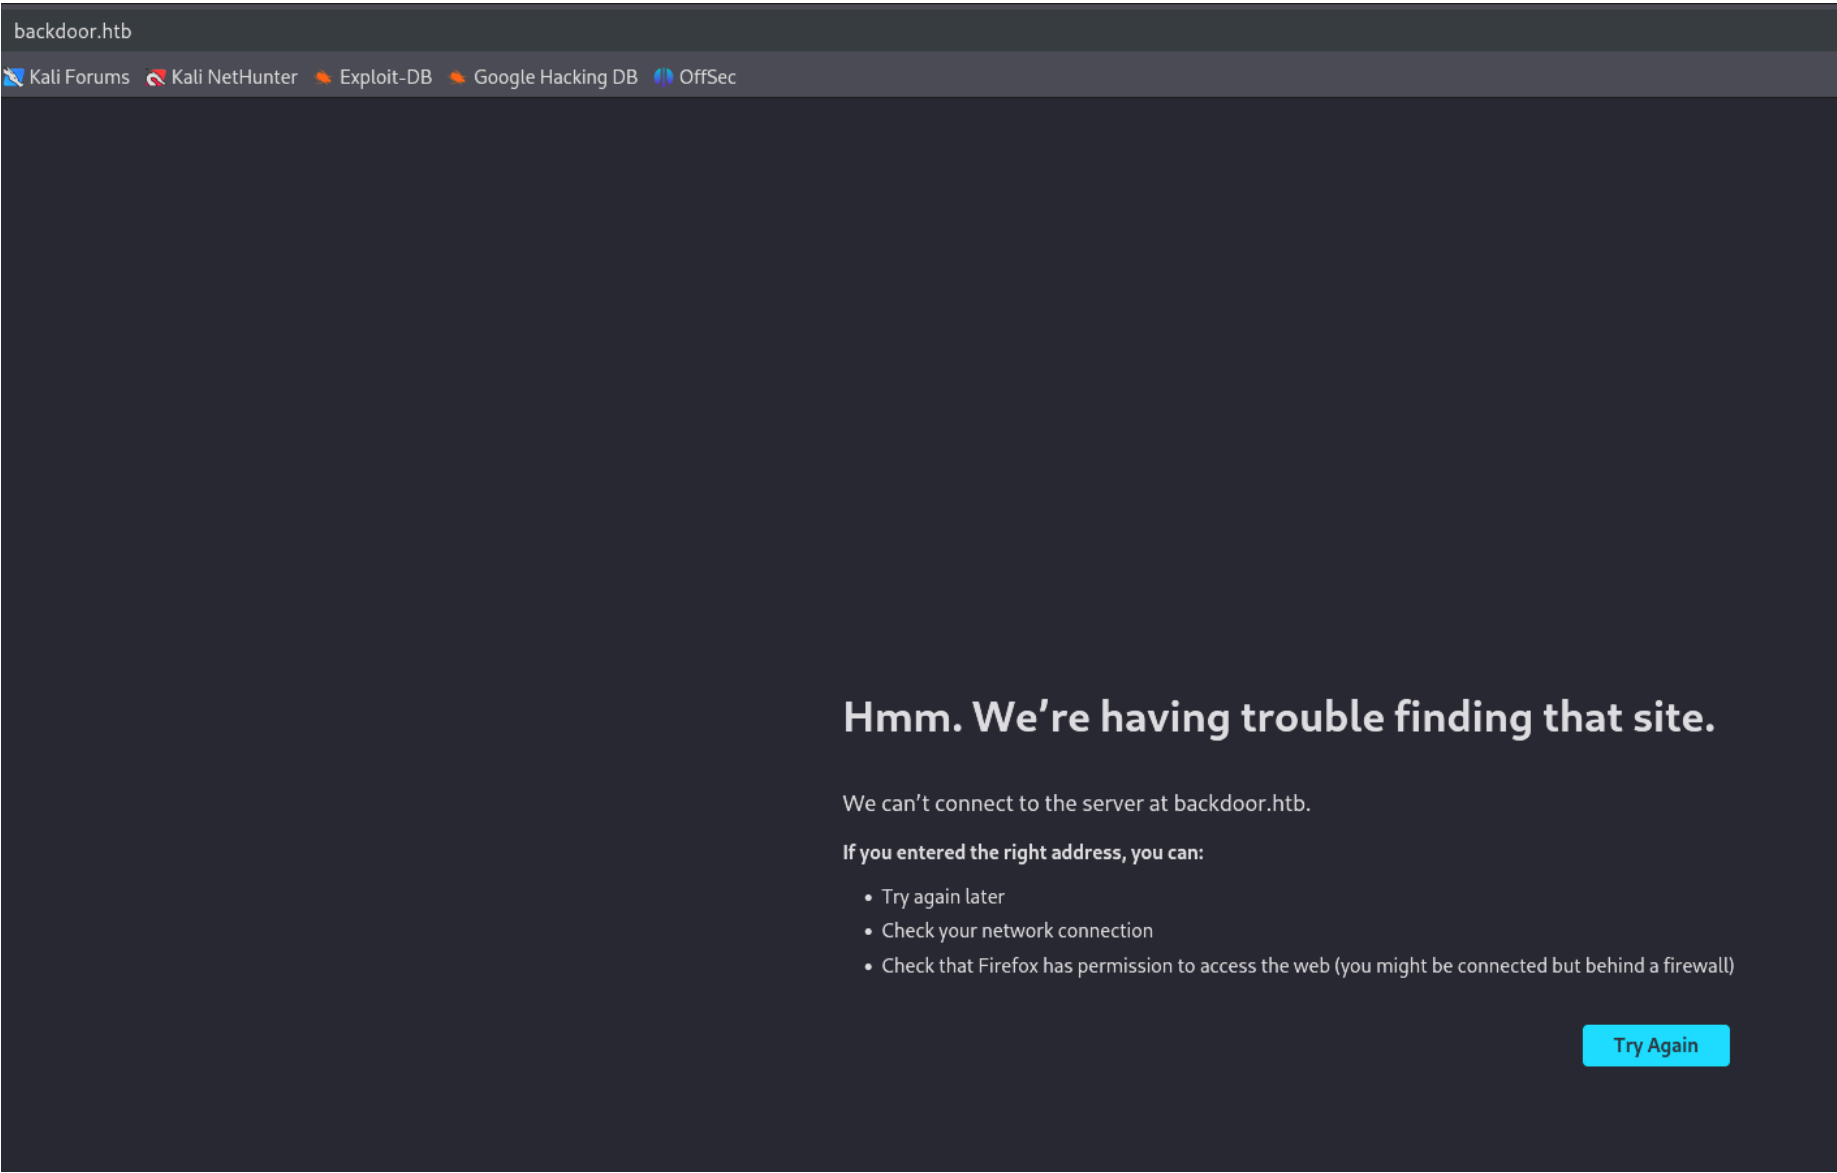 backdoor.htb
Kali Forums Kali NetHunter Exploit-DB Google Hacking DB OffSec
Hmm. We’re having trouble finding that site.
We can’t connect to the server at backdoor.htb.
If you entered the right address, you can:
• Try again later
• Check your network connection
• Check that Firefox has permission to access the web (you might be connected but behind a firewall)
Try Again